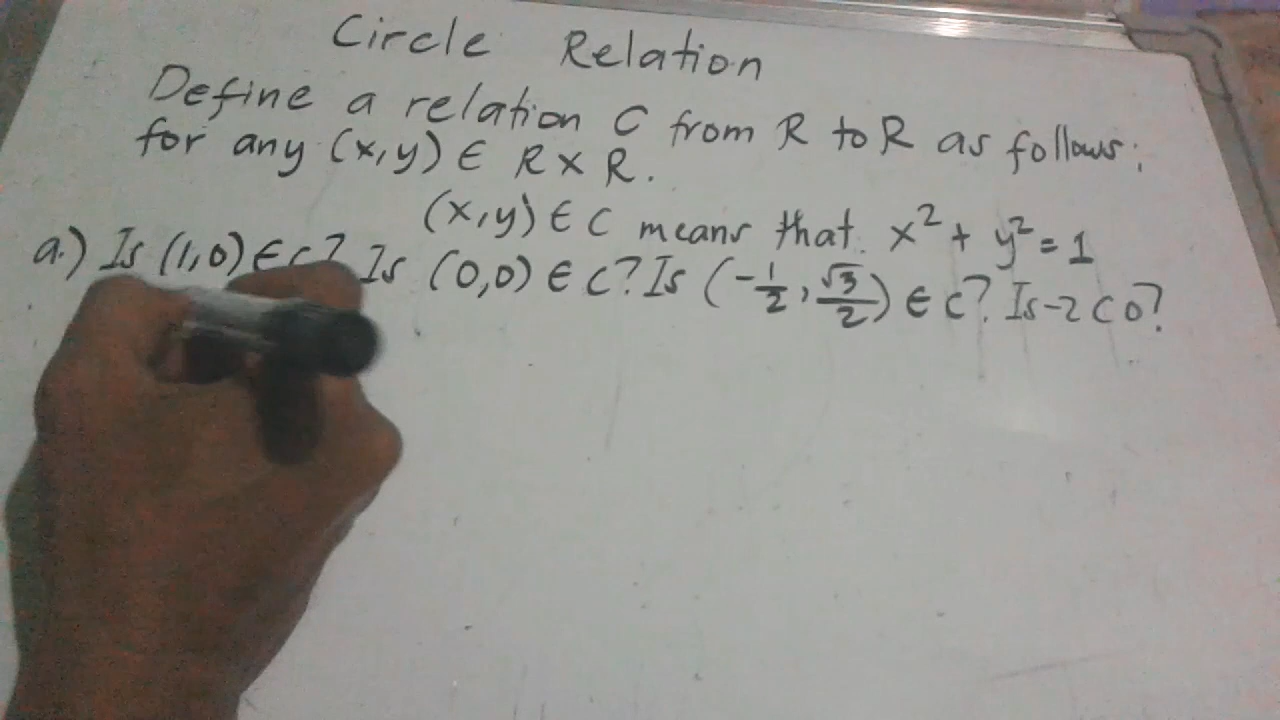 Circle Relation
Define a relation C from R to R as follows:
for any (x,y) ∈ R x R.
(x,y) ∈ C means that. x² + y² = 1
a.) Is (1,0) ∈ C? Is (0,0) ∈ C? Is (-1/2, √3/2) ∈ C? Is -2 C 0?